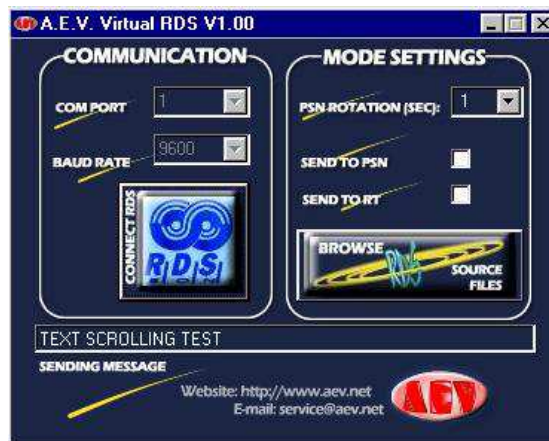 A.E.V. Virtual RDS V1.00
COMMUNICATION
COM PORT
1
BAUD RATE
9600
CONNECT RDS
R.D.S.
MODE SETTINGS
PSN ROTATION (SEC):
1
SEND TO PSN
SEND TO RT
BROWSE
RDS
SOURCE
FILES
TEXT SCROLLING TEST
SENDING MESSAGE
Website: http://www.aev.net
E-mail: service@aev.net
AEV